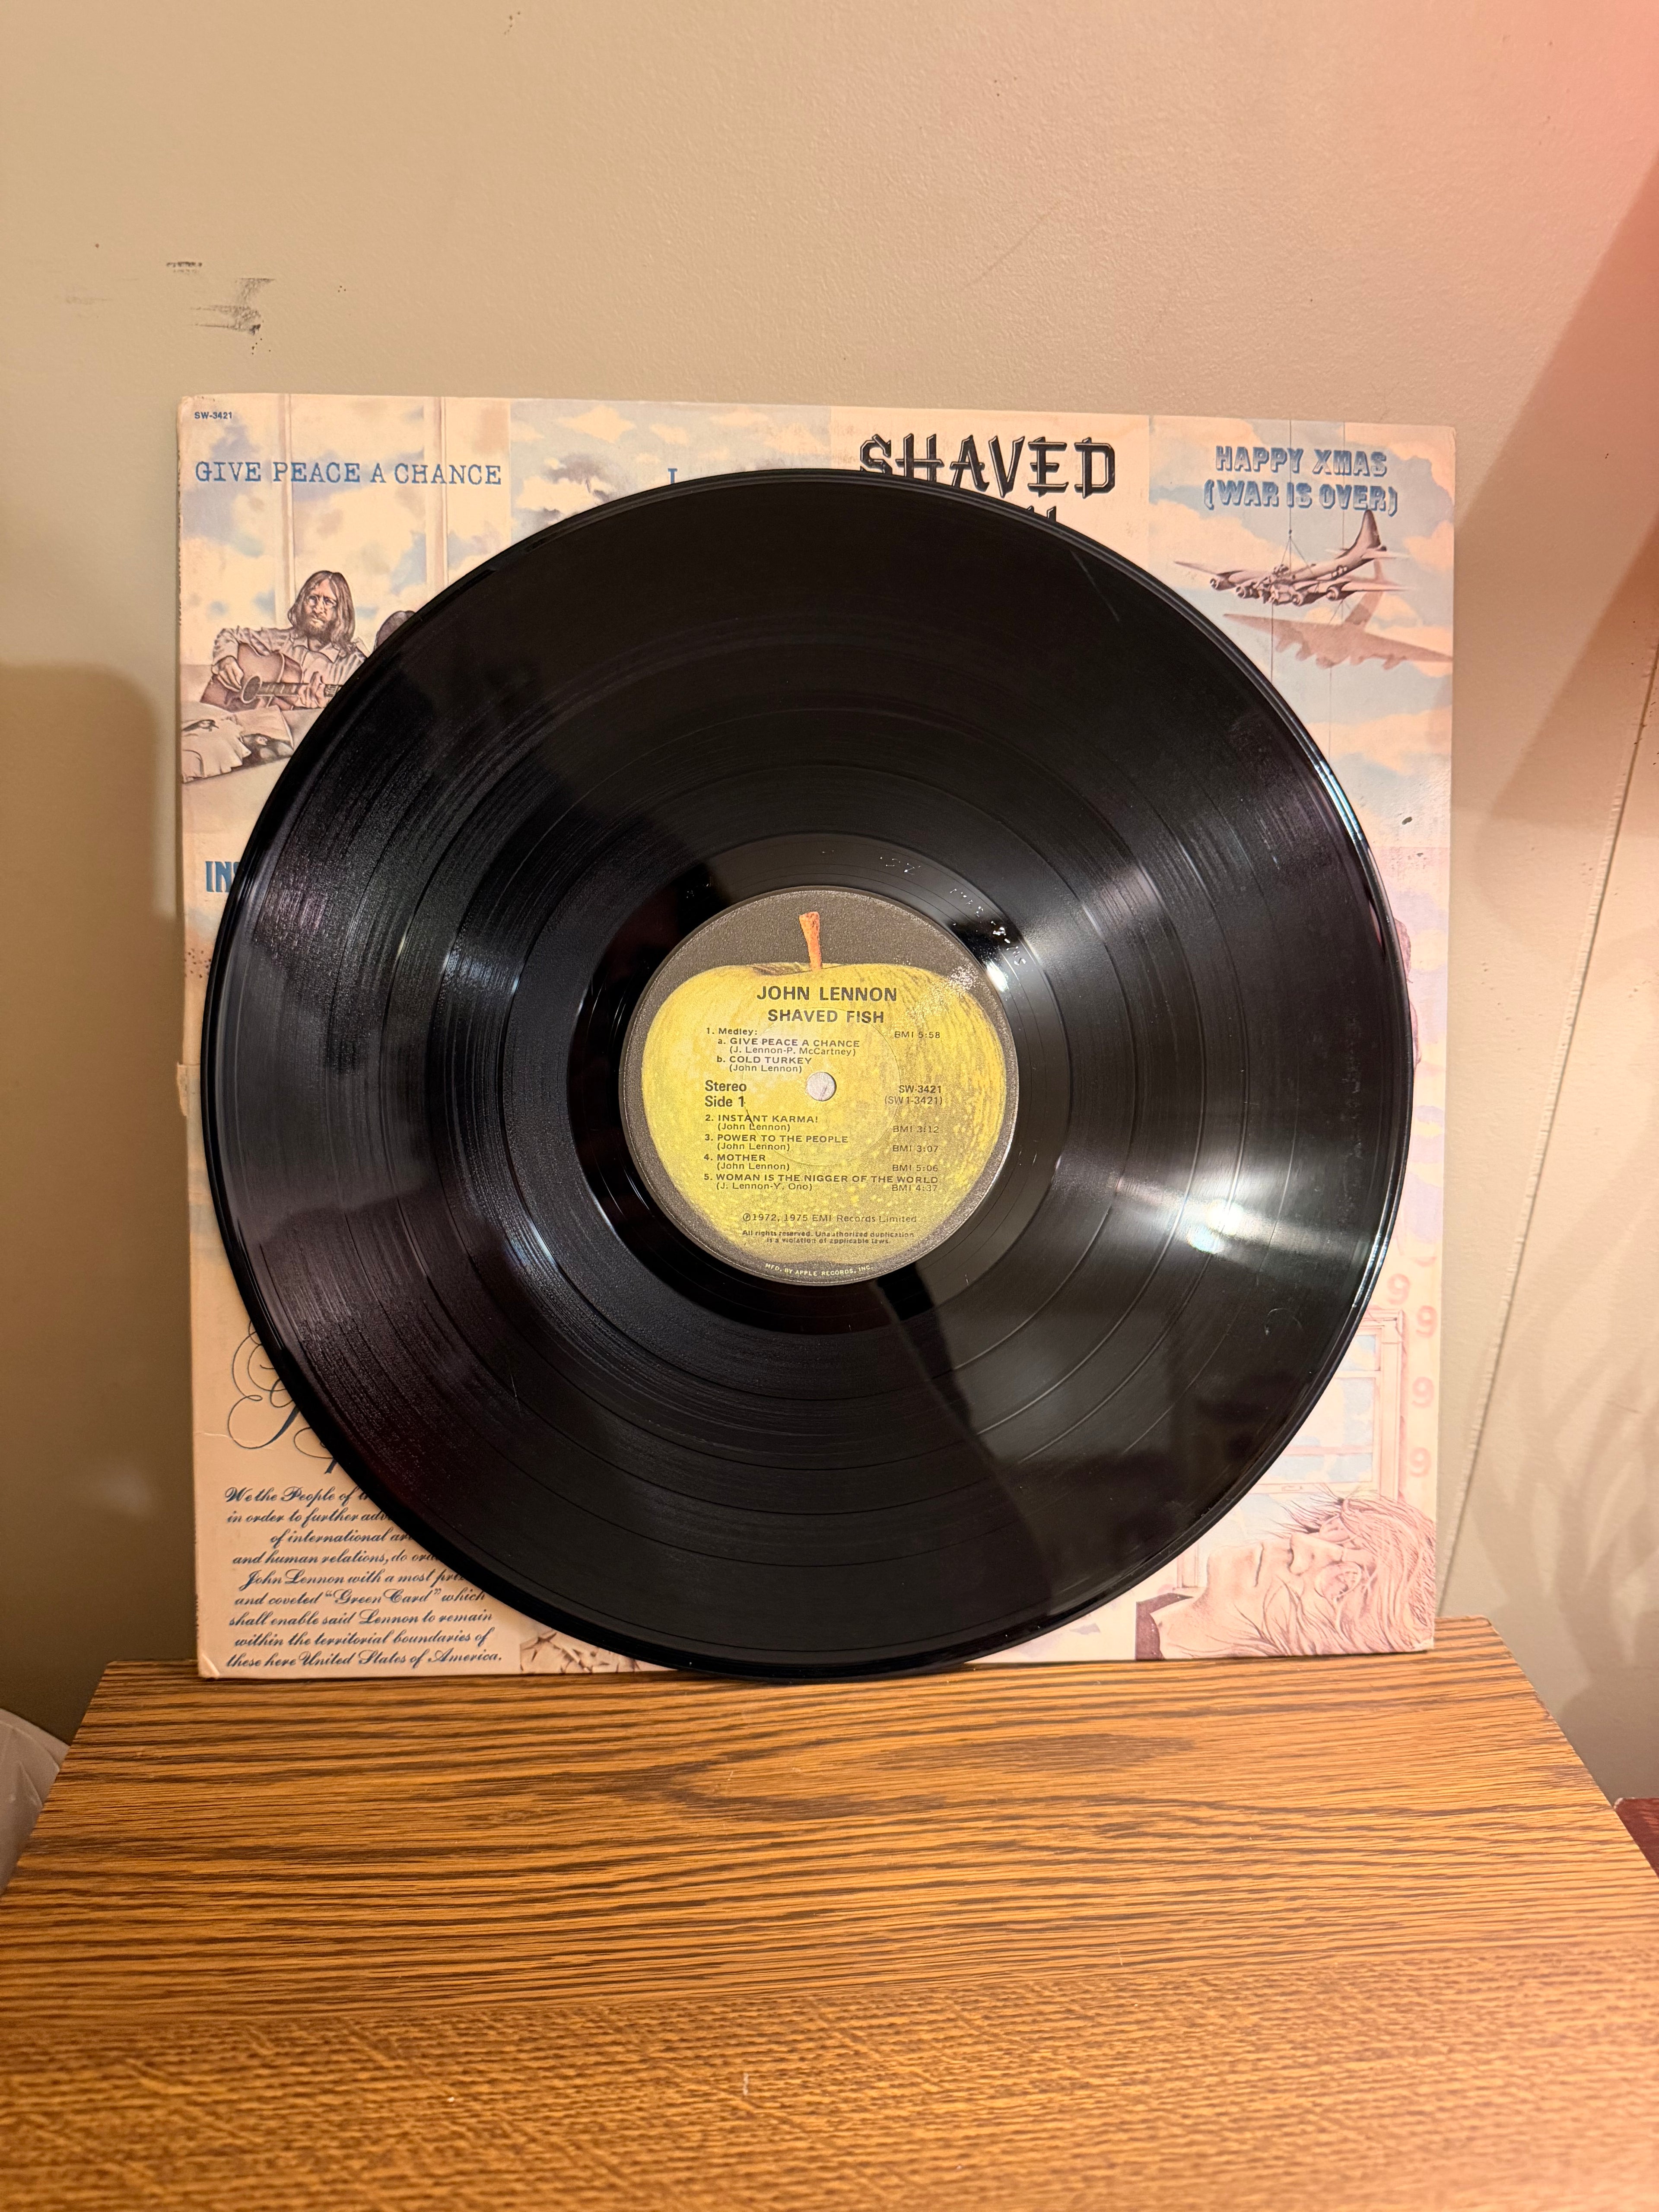 SW-3421
GIVE PEACE A CHANCE
SHAVED
HAPPY XMAS
(WAR IS OVER)
JOHN LENNON
SHAVED FISH
1. Medley: BMI 5:58
a. GIVE PEACE A CHANCE
(J. Lennon-P. McCartney)
b. COLD TURKEY
(John Lennon)
Stereo SW-3421
Side 1 (SW1-3421)
2. INSTANT KARMA!
(John Lennon) BMI 3:12
3. POWER TO THE PEOPLE
(John Lennon) BMI 3:07
4. MOTHER
(John Lennon) BMI 5:06
5. WOMAN IS THE NIGGER OF THE WORLD
(J. Lennon-Y. Ono) BMI 4:37
℗1972, 1975 EMI Records Limited
All rights reserved. Unauthorized duplication
is a violation of applicable laws.
MFD. BY APPLE RECORDS, INC.
9
9
9
9
We the People of
in order to further
of international
and human relations, do
John Lennon with a most
and coveted "Green Card" which
shall enable said Lennon to remain
within the territorial boundaries of
these here United States of America.